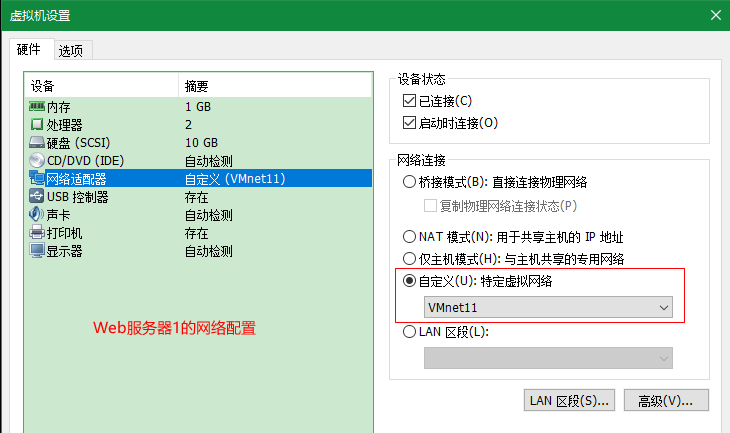 虚拟机设置
硬件 选项
设备 摘要
内存 1 GB
处理器 2
硬盘 (SCSI) 10 GB
CD/DVD (IDE) 自动检测
网络适配器 自定义 (VMnet11)
USB 控制器 存在
声卡 自动检测
打印机 存在
显示器 自动检测
Web服务器1的网络配置
设备状态
已连接(C)
启动时连接(O)
网络连接
桥接模式(B): 直接连接物理网络
复制物理网络连接状态(P)
NAT 模式(N): 用于共享主机的 IP 地址
仅主机模式(H): 与主机共享的专用网络
自定义(U): 特定虚拟网络
VMnet11
LAN 区段(L):
LAN 区段(S)... 高级(V)...